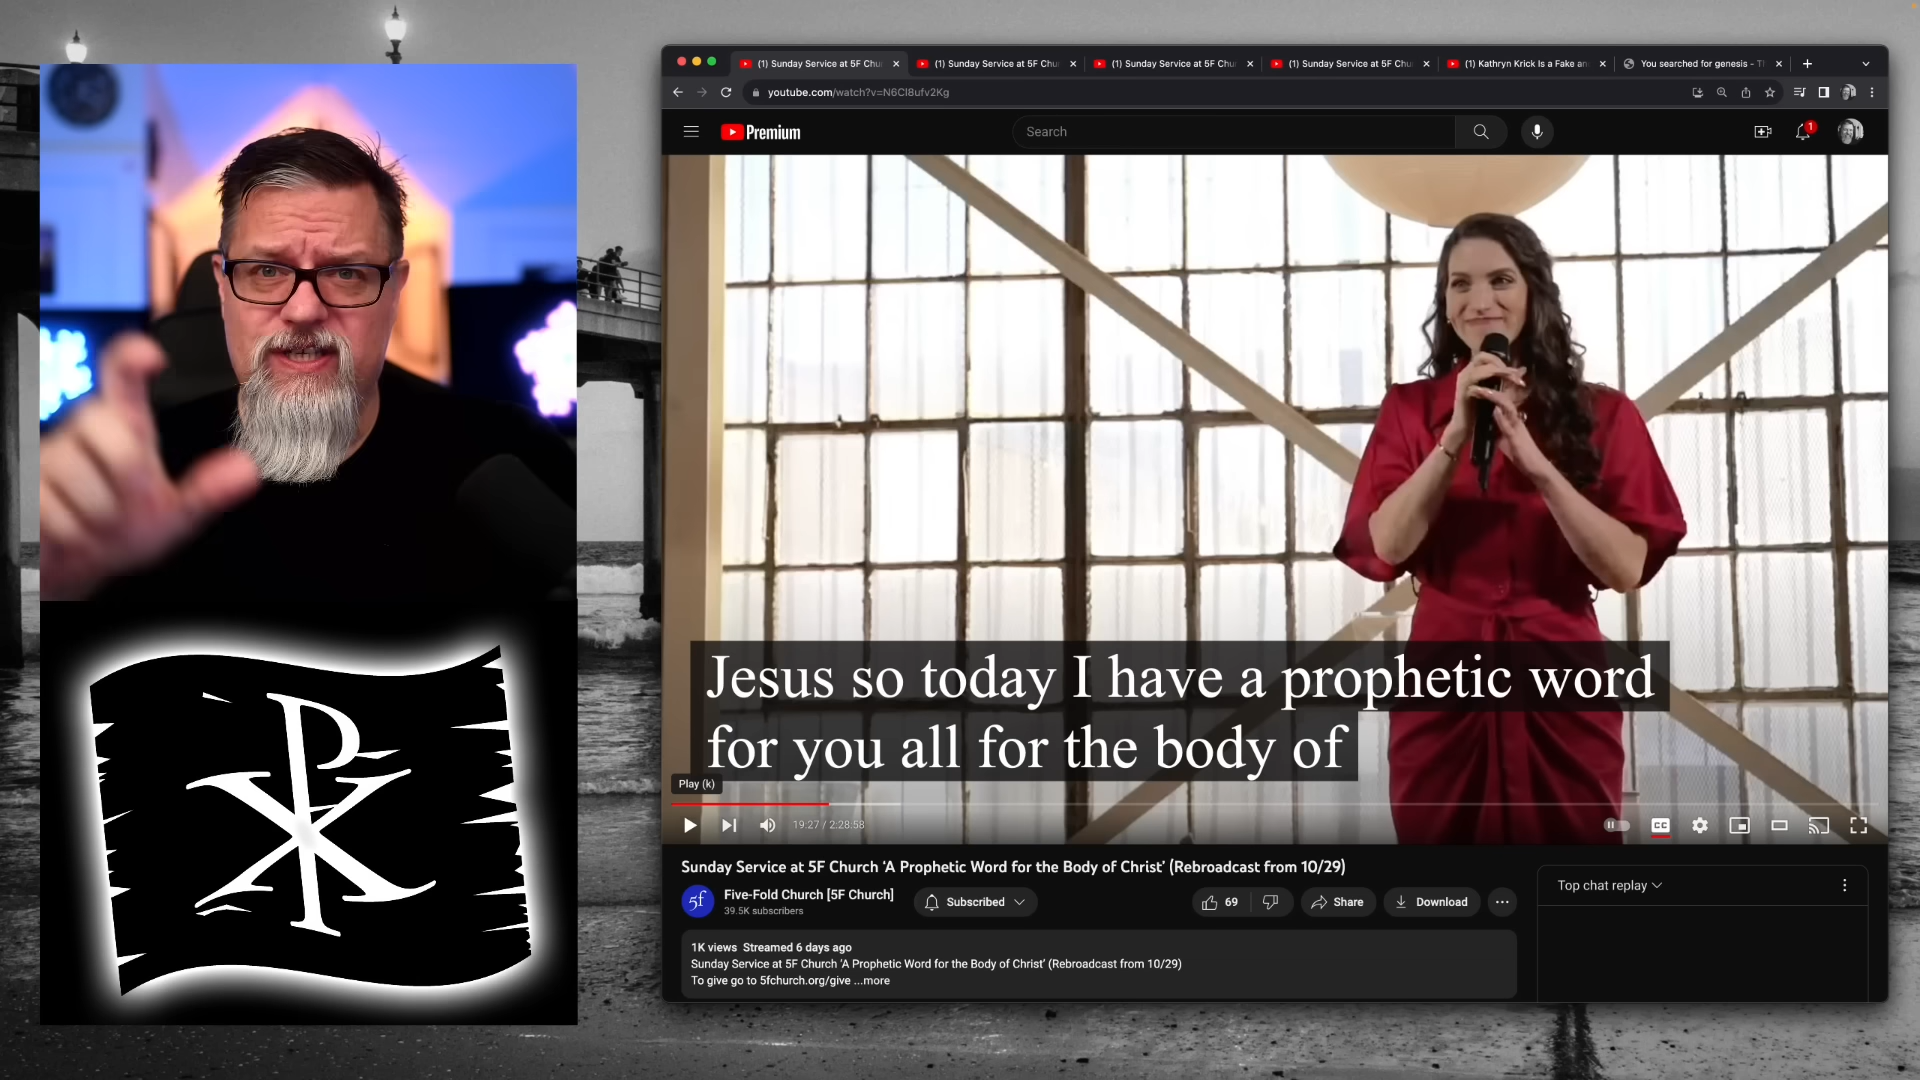 (1) Sunday Service at 5F Chu
(1) Sunday Service at 5F Chu
(1) Sunday Service at 5F Chu
(1) Sunday Service at 5F Chu
(1) Kathryn Krick Is a Fake an
You searched for genesis - T
youtube.com/watch?v=N6Cl8ufv2Kg
Premium
Search
1
Jesus so today I have a prophetic word
for you all for the body of
Play (k)
19:27 / 2:28:58
CC
Sunday Service at 5F Church 'A Prophetic Word for the Body of Christ' (Rebroadcast from 10/29)
5f
Five-Fold Church [5F Church]
39.5K subscribers
Subscribed
69
Share
Download
Top chat replay
1K views Streamed 6 days ago
Sunday Service at 5F Church 'A Prophetic Word for the Body of Christ' (Rebroadcast from 10/29)
To give go to 5fchurch.org/give ...more